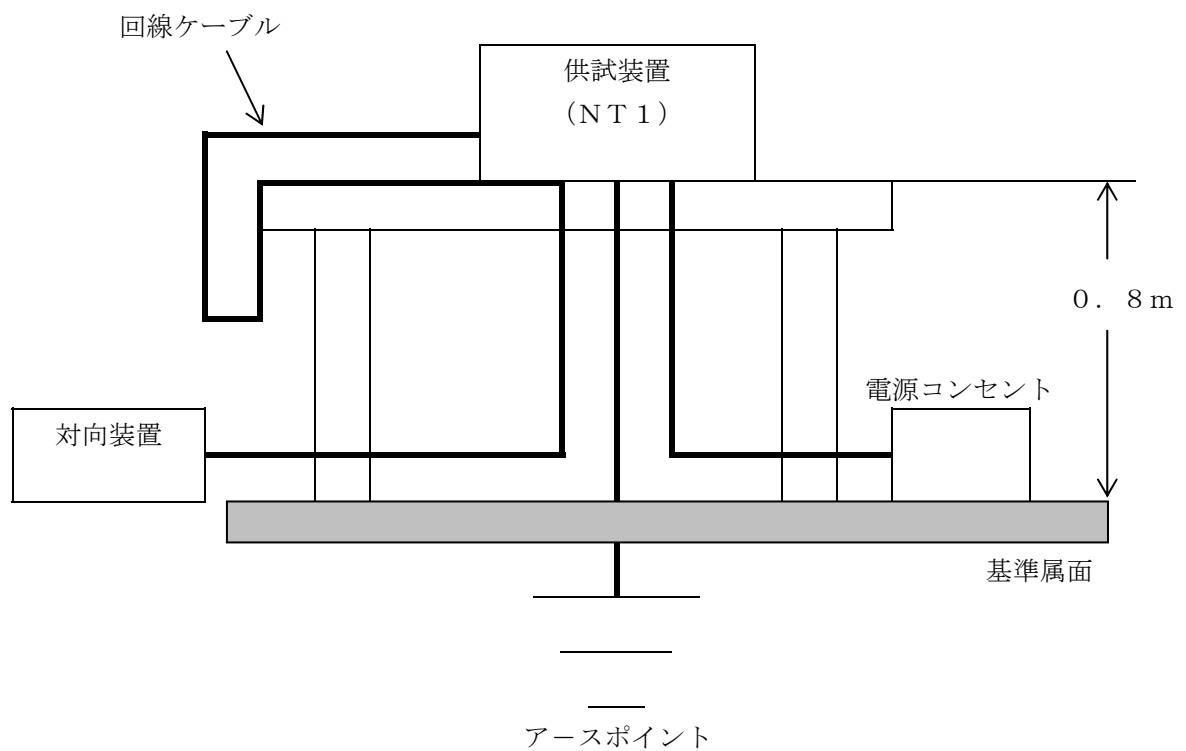 回線ケーブル
供試装置
（ＮＴ１）
０．８ｍ
電源コンセント
対向装置
基準属面
アースポイント